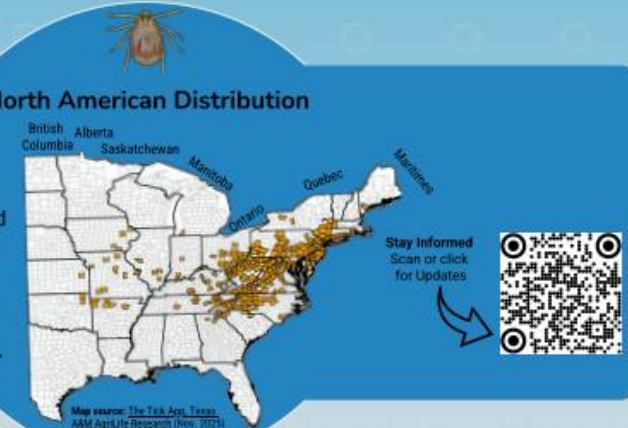 North American Distribution
British
Columbia
Alberta
Saskatchewan
Manitoba
Ontario
Quebec
Maritimes
Stay Informed
Scan or click
for Updates
Map source: The Tick App, Texas
A&M AgriLife Research (Nov. 2025)